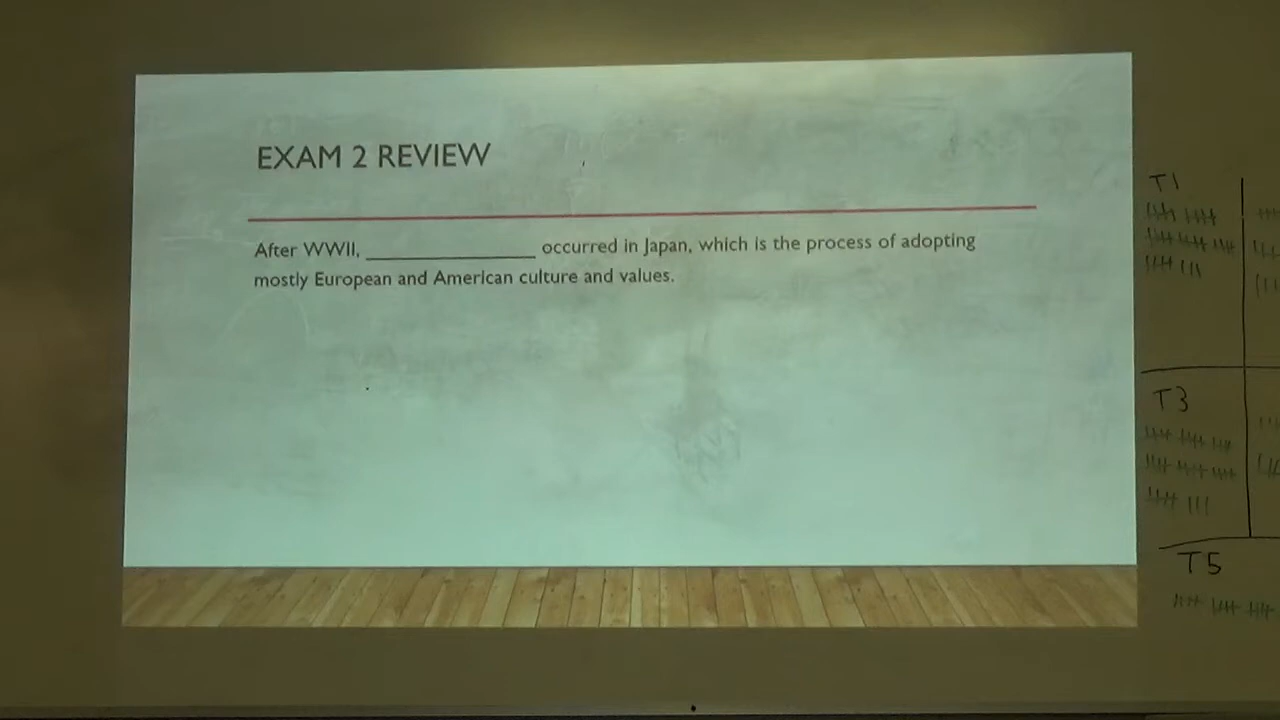 EXAM 2 REVIEW
After WWII, ________________ occurred in Japan, which is the process of adopting
mostly European and American culture and values.
T1
T3
T5